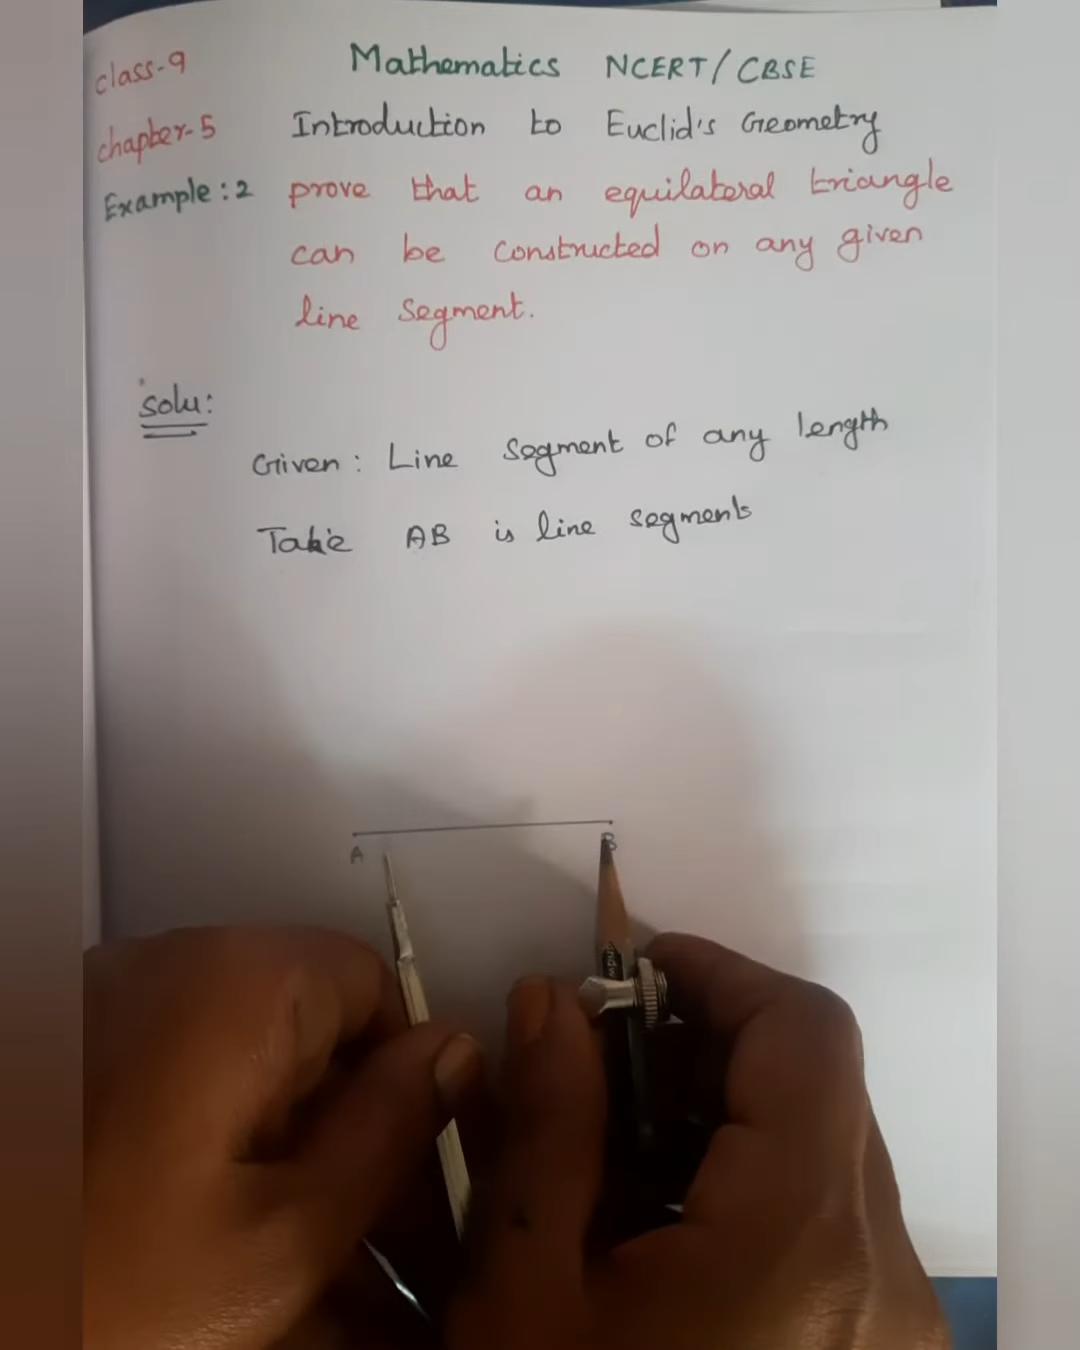 class-9 Mathematics NCERT/CBSE
chapter-5 Introduction to Euclid's Geometry
Example:2 prove that an equilateral triangle
can be constructed on any given
line segment.
Solu:
Given: Line segment of any length
Take AB is line segments
A B